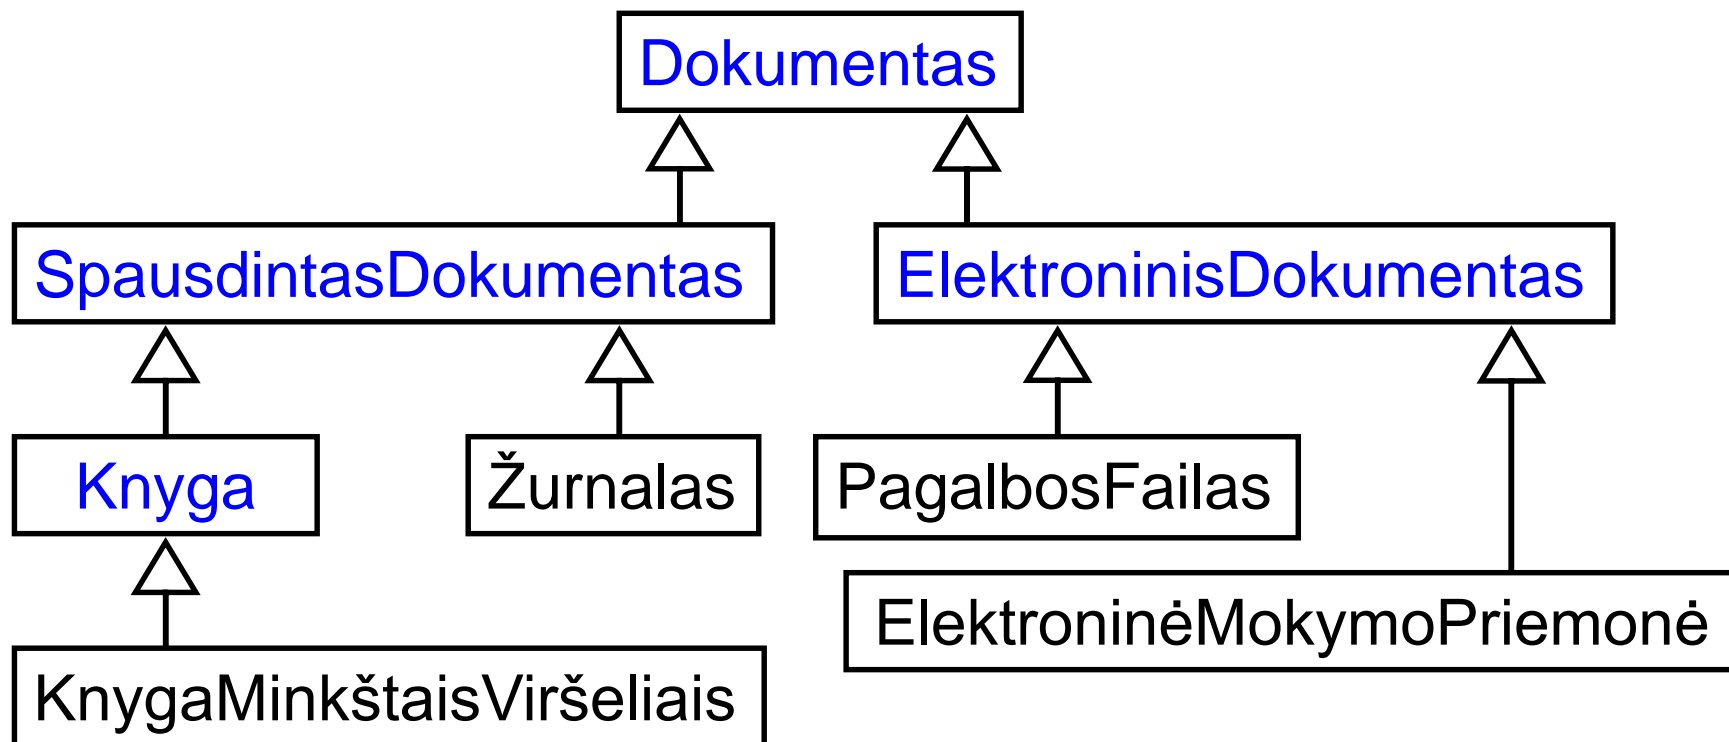 Dokumentas
SpausdintasDokumentas
ElektroninisDokumentas
Knyga
Žurnalas
PagalbosFailas
ElektroninėMokymoPriemonė
KnygaMinkštaisViršeliais